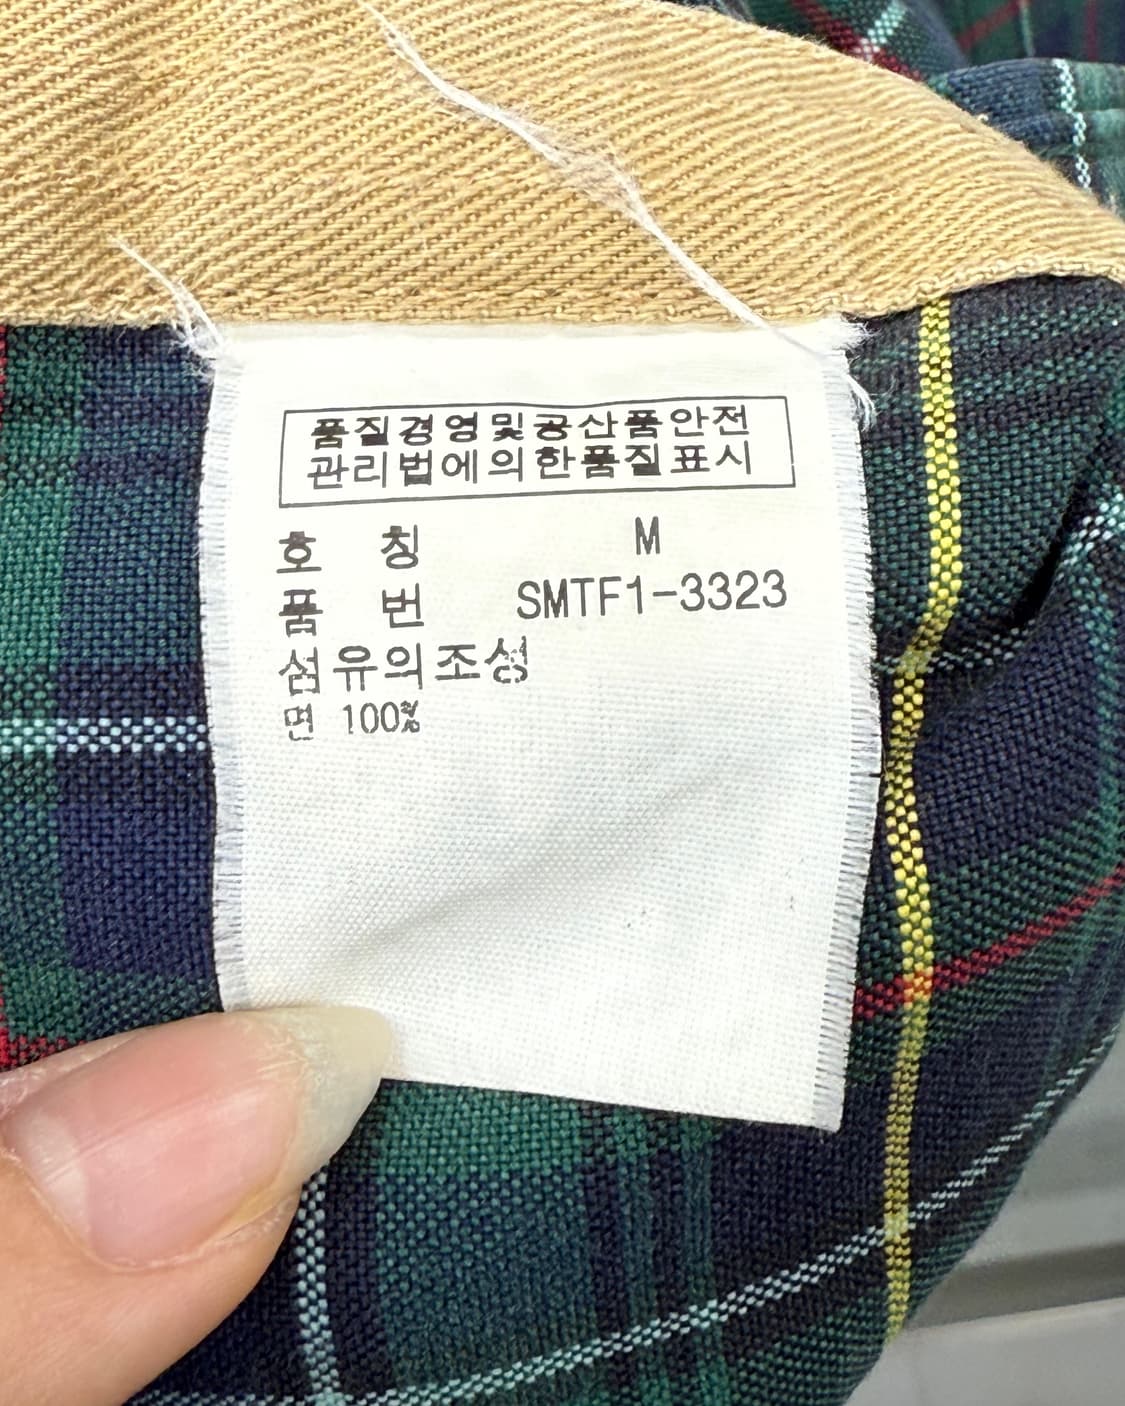 품질경영및공산품안전
관리법에의한품질표시
호 칭 M
품 번 SMTF1-3323
섬유의조성
면 100%